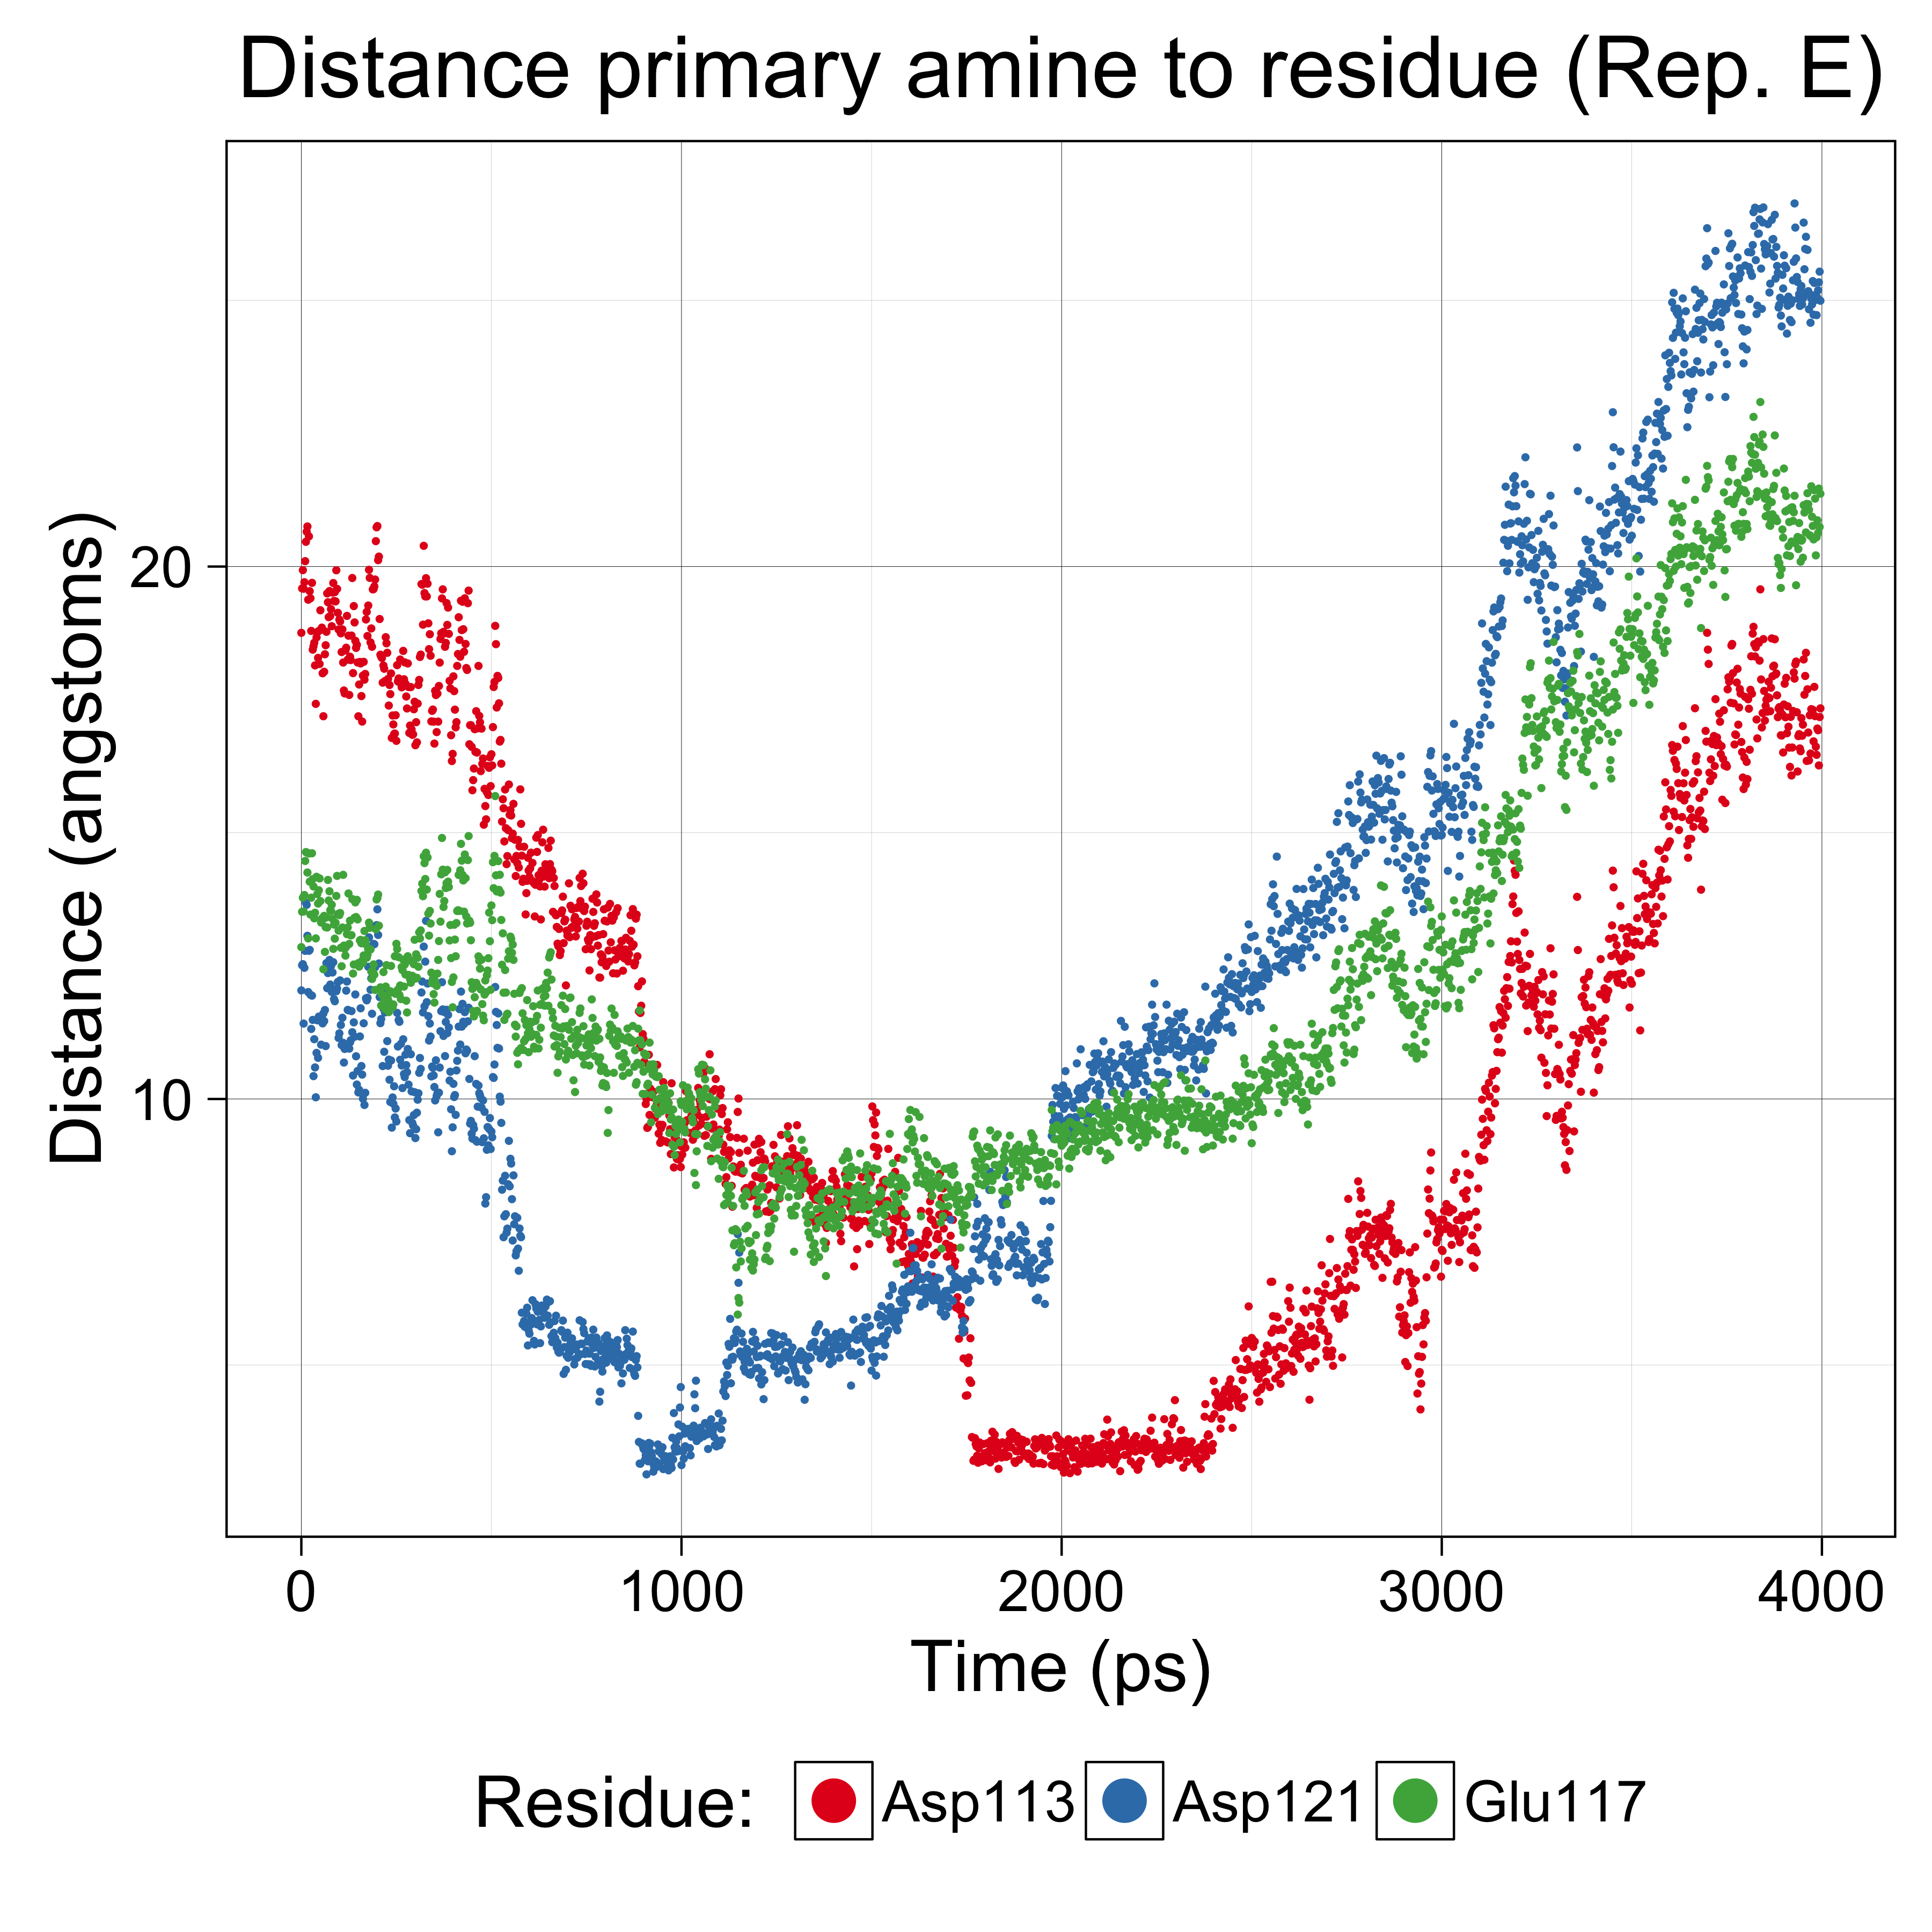 Distance primary amine to residue (Rep. E)
Distance (angstoms)
20
10
0 1000 2000 3000 4000
Time (ps)
Residue: Asp113 Asp121 Glu117